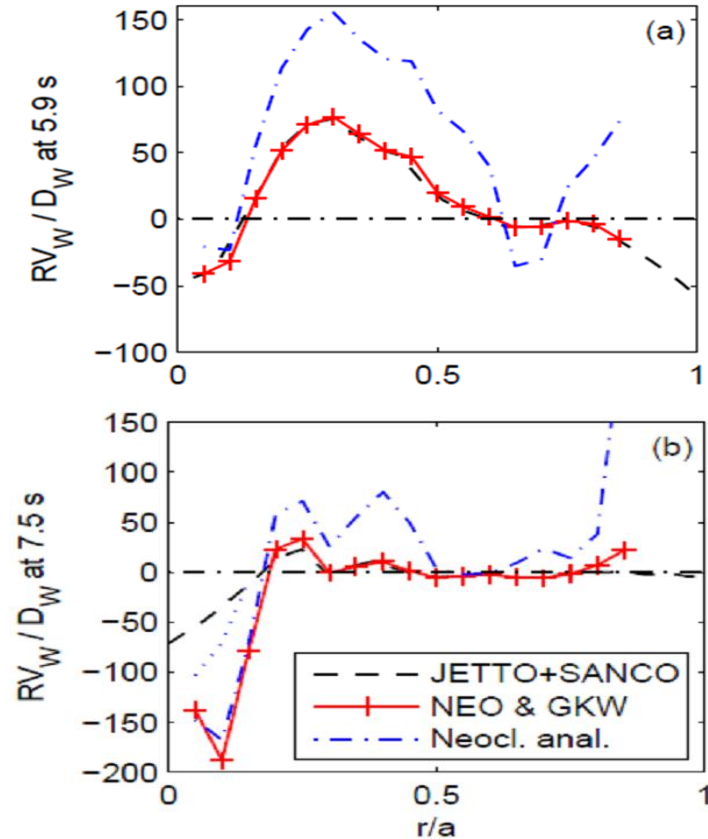 (a)
150
100
50
0
−50
−100
RV_W / D_W at 5.9 s
0 0.5 1
(b)
150
100
50
0
−50
−100
−150
−200
RV_W / D_W at 7.5 s
JETTO+SANCO
NEO & GKW
Neocl. anal.
0 0.5 1
r/a